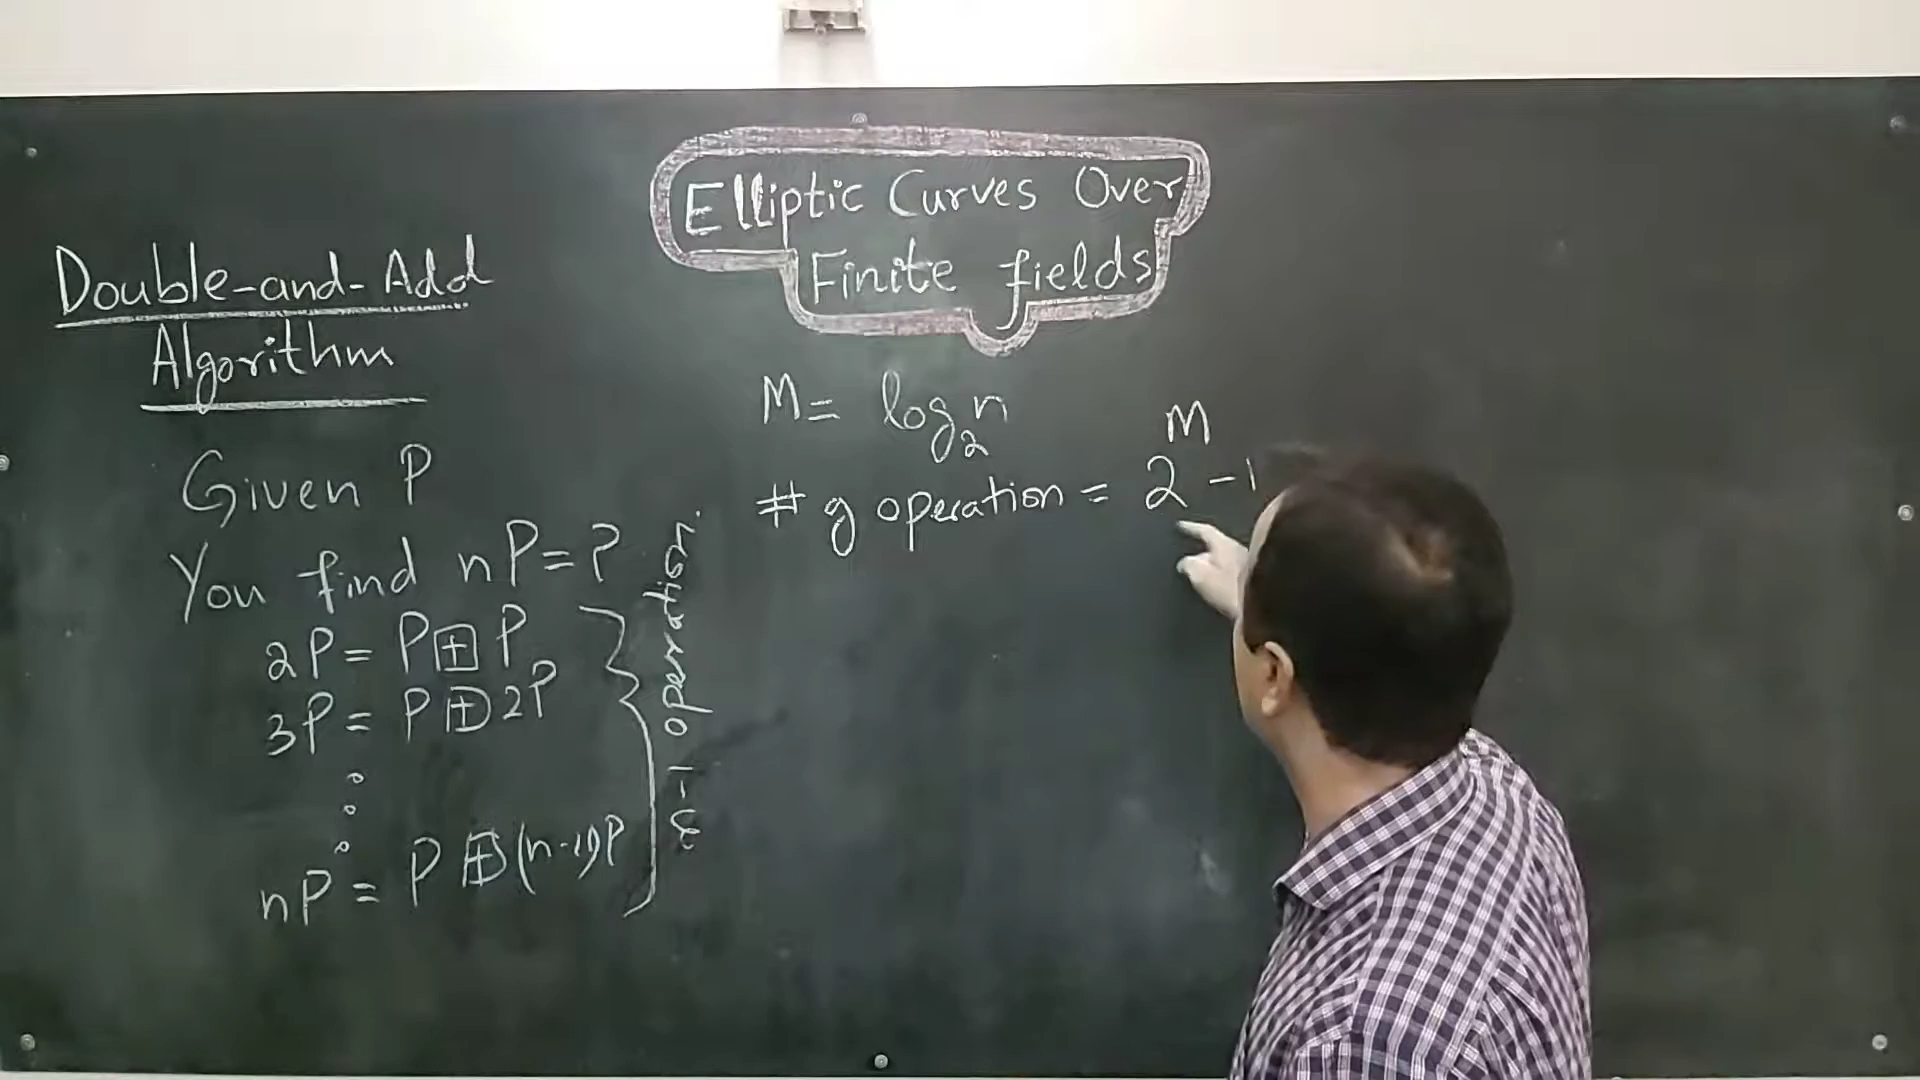 Elliptic Curves Over
Finite fields
Double-and-Add
Algorithm
Given P
You find nP=?
2P = P⊞P
3P = P⊞2P
nP = P⊞(n-1)P
n-1 operation.
M = log₂n
# of operation = 2^M - 1